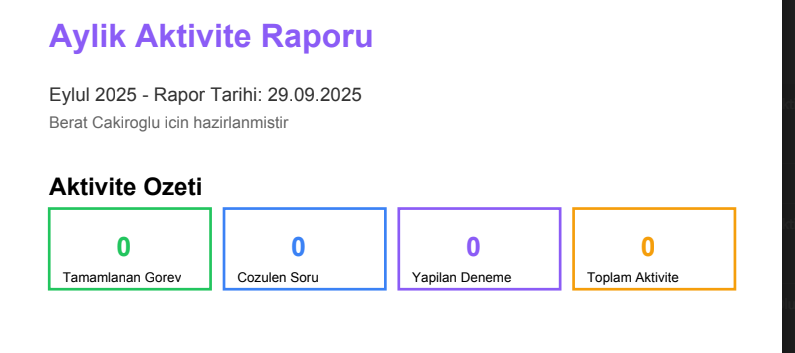 Aylik Aktivite Raporu
Eylul 2025 - Rapor Tarihi: 29.09.2025
Berat Cakiroglu icin hazirlanmistir
Aktivite Ozeti
0 0 0 0
Tamamlanan Gorev Cozulen Soru Yapilan Deneme Toplam Aktivite